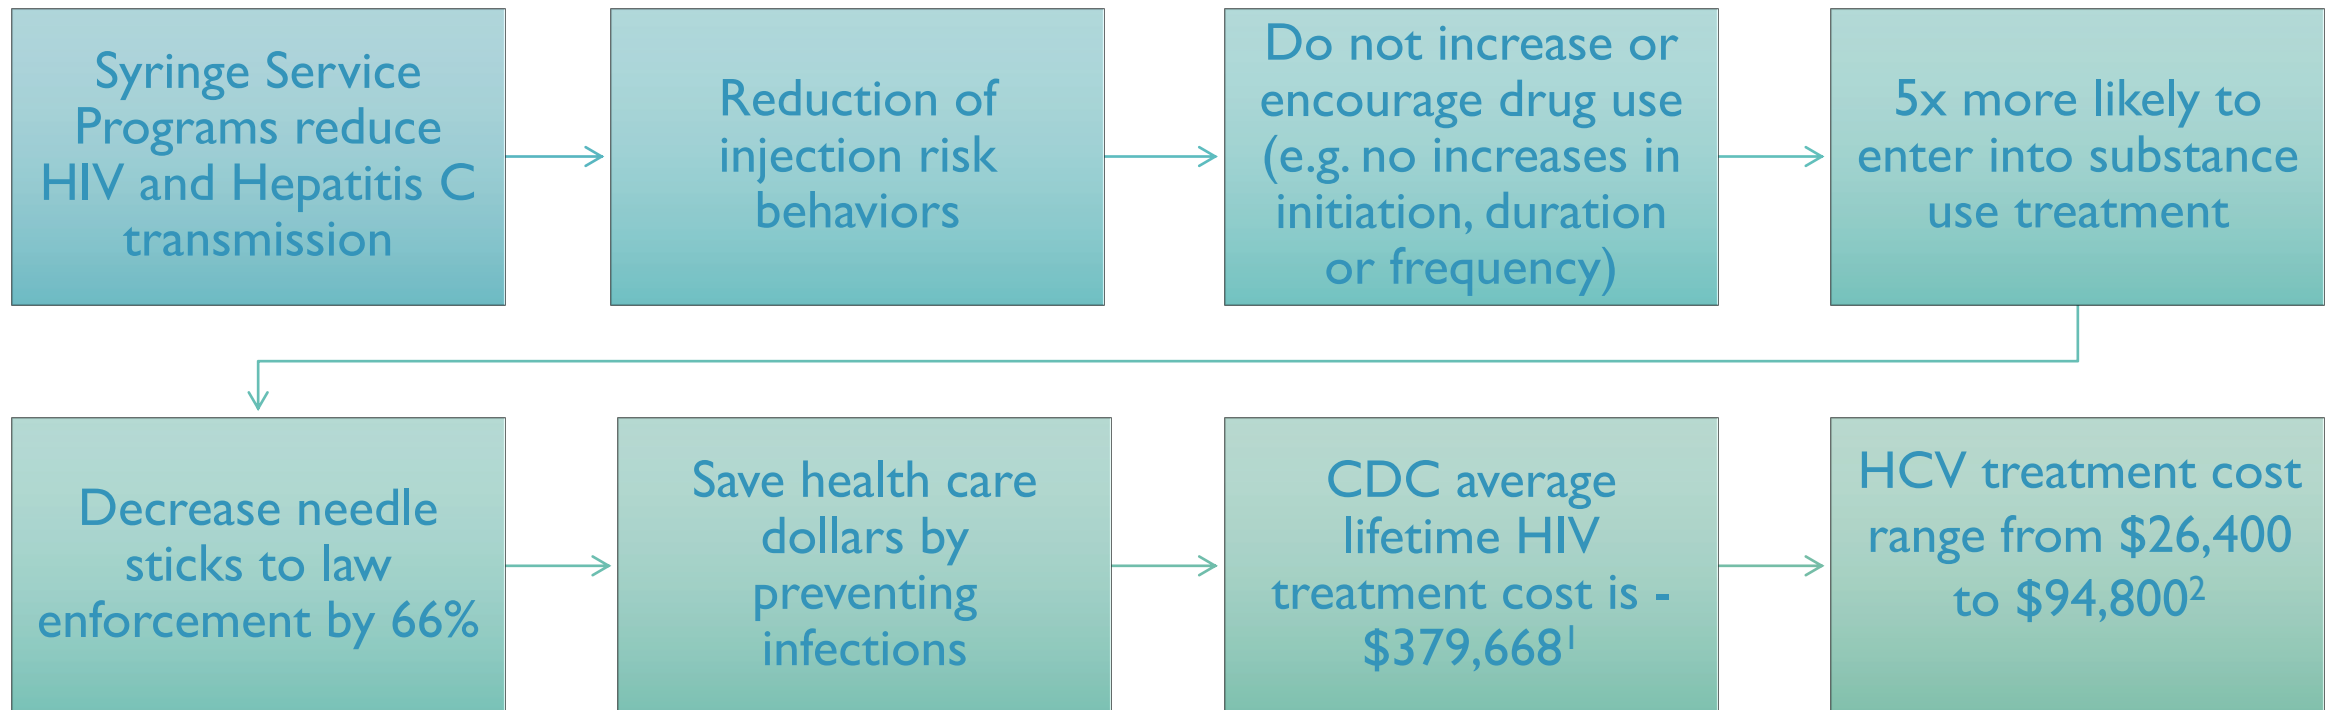 Syringe Service
Programs reduce
HIV and Hepatitis C
transmission
Reduction of
injection risk
behaviors
Do not increase or
encourage drug use
(e.g. no increases in
initiation, duration
or frequency)
5x more likely to
enter into substance
use treatment
Decrease needle
sticks to law
enforcement by 66%
Save health care
dollars by
preventing
infections
CDC average
lifetime HIV
treatment cost is -
$379,668¹
HCV treatment cost
range from $26,400
to $94,800²